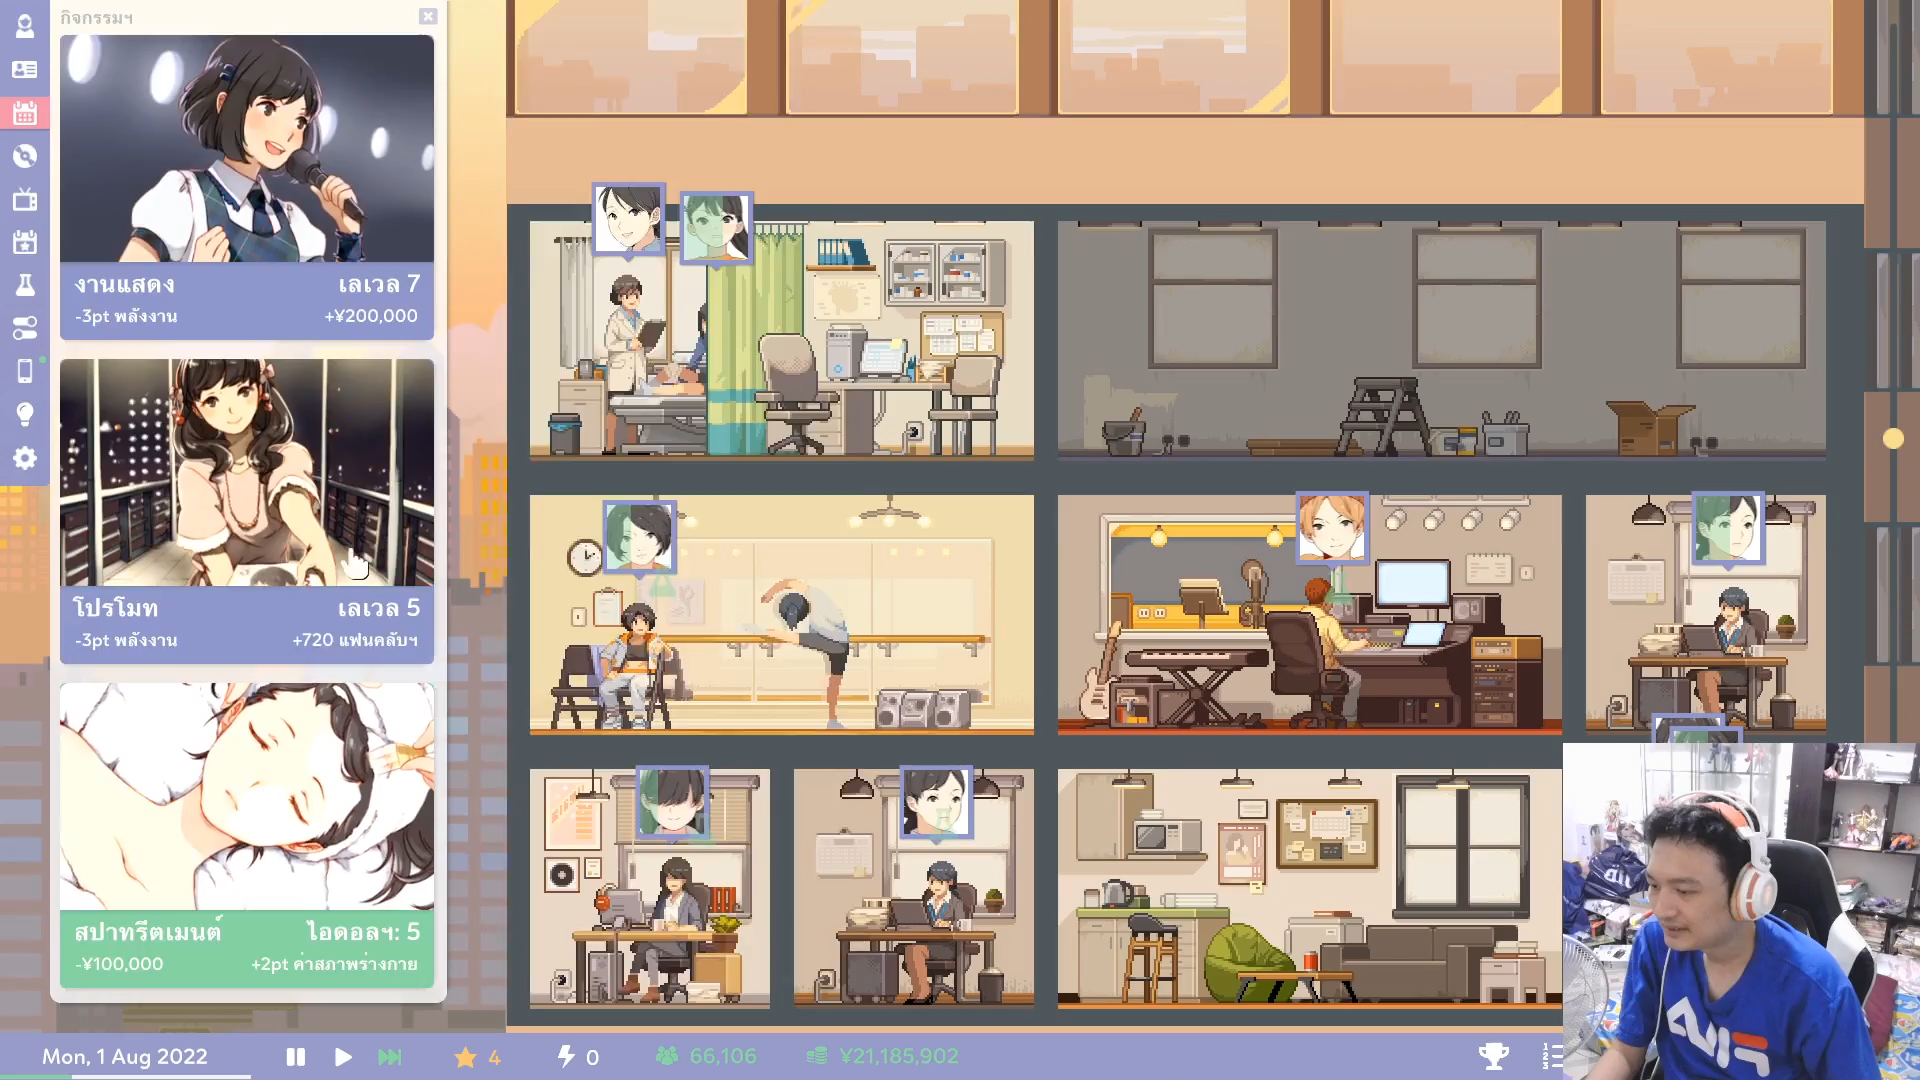 กิจกรรมฯ
งานแสดง เลเวล 7
-3pt พลังงาน +¥200,000
โปรโมท เลเวล 5
-3pt พลังงาน +720 แฟนคลับฯ
สปาทรีตเมนต์ ไอดอลฯ: 5
-¥100,000 +2pt ค่าสภาพร่างกาย
Mon, 1 Aug 2022 4 0 66,106 ¥21,185,902